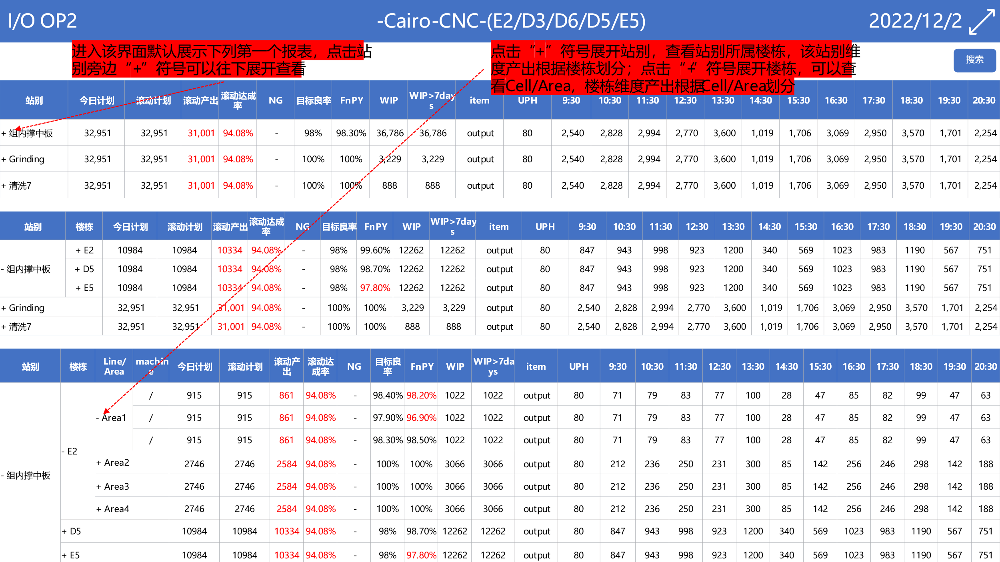 I/O OP2 -Cairo-CNC-(E2/D3/D6/D5/E5) 2022/12/2
进入该界面默认展示下列第一个报表，点击站
别旁边“+”符号可以往下展开查看
点击“+”符号展开站别，查看站别所属楼栋，该站别维
度产出根据楼栋划分；点击“+”符号展开楼栋，可以查
看Cell/Area，楼栋维度产出根据Cell/Area划分
搜索
站别 今日计划 滚动计划 滚动产出 滚动达成率 NG 目标良率 FnPY WIP WIP>7days item UPH 9:30 10:30 11:30 12:30 13:30 14:30 15:30 16:30 17:30 18:30 19:30 20:30
+ 组内撑中板 32,951 32,951 31,001 94.08% - 98% 98.30% 36,786 36,786 output 80 2,540 2,828 2,994 2,770 3,600 1,019 1,706 3,069 2,950 3,570 1,701 2,254
+ Grinding 32,951 32,951 31,001 94.08% - 100% 100% 3,229 3,229 output 80 2,540 2,828 2,994 2,770 3,600 1,019 1,706 3,069 2,950 3,570 1,701 2,254
+ 清洗7 32,951 32,951 31,001 94.08% - 100% 100% 888 888 output 80 2,540 2,828 2,994 2,770 3,600 1,019 1,706 3,069 2,950 3,570 1,701 2,254
站别 楼栋 今日计划 滚动计划 滚动产出 滚动达成率 NG 目标良率 FnPY WIP WIP>7days item UPH 9:30 10:30 11:30 12:30 13:30 14:30 15:30 16:30 17:30 18:30 19:30 20:30
+ E2 10984 10984 10334 94.08% - 98% 99.60% 12262 12262 output 80 847 943 998 923 1200 340 569 1023 983 1190 567 751
- 组内撑中板 + D5 10984 10984 10334 94.08% - 98% 98.70% 12262 12262 output 80 847 943 998 923 1200 340 569 1023 983 1190 567 751
+ E5 10984 10984 10334 94.08% - 98% 97.80% 12262 12262 output 80 847 943 998 923 1200 340 569 1023 983 1190 567 751
+ Grinding 32,951 32,951 31,001 94.08% - 100% 100% 3,229 3,229 output 80 2,540 2,828 2,994 2,770 3,600 1,019 1,706 3,069 2,950 3,570 1,701 2,254
+ 清洗7 32,951 32,951 31,001 94.08% - 100% 100% 888 888 output 80 2,540 2,828 2,994 2,770 3,600 1,019 1,706 3,069 2,950 3,570 1,701 2,254
站别 楼栋 Line/Area machine 今日计划 滚动计划 滚动产出 滚动达成率 NG 目标良率 FnPY WIP WIP>7days item UPH 9:30 10:30 11:30 12:30 13:30 14:30 15:30 16:30 17:30 18:30 19:30 20:30
/ 915 915 861 94.08% - 98.40% 98.20% 1022 1022 output 80 71 79 83 77 100 28 47 85 82 99 47 63
- Area1 / 915 915 861 94.08% - 97.90% 96.90% 1022 1022 output 80 71 79 83 77 100 28 47 85 82 99 47 63
/ 915 915 861 94.08% - 98.30% 98.50% 1022 1022 output 80 71 79 83 77 100 28 47 85 82 99 47 63
- E2
+ Area2 2746 2746 2584 94.08% - 100% 100% 3066 3066 output 80 212 236 250 231 300 85 142 256 246 298 142 188
- 组内撑中板
+ Area3 2746 2746 2584 94.08% - 100% 100% 3066 3066 output 80 212 236 250 231 300 85 142 256 246 298 142 188
+ Area4 2746 2746 2584 94.08% - 100% 100% 3066 3066 output 80 212 236 250 231 300 85 142 256 246 298 142 188
+ D5 10984 10984 10334 94.08% - 98% 98.70% 12262 12262 output 80 847 943 998 923 1200 340 569 1023 983 1190 567 751
+ E5 10984 10984 10334 94.08% - 98% 97.80% 12262 12262 output 80 847 943 998 923 1200 340 569 1023 983 1190 567 751